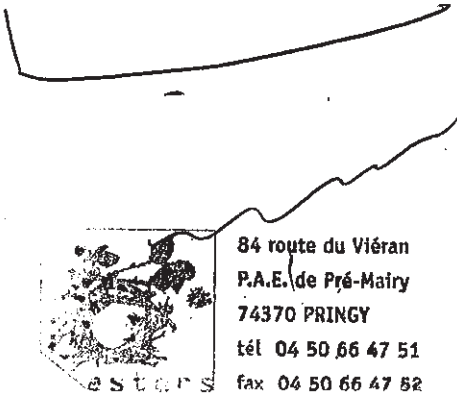 84 route du Viéran
P.A.E. de Pré-Mairy
74370 PRINGY
tél 04 50 66 47 51
fax 04 50 66 47 82